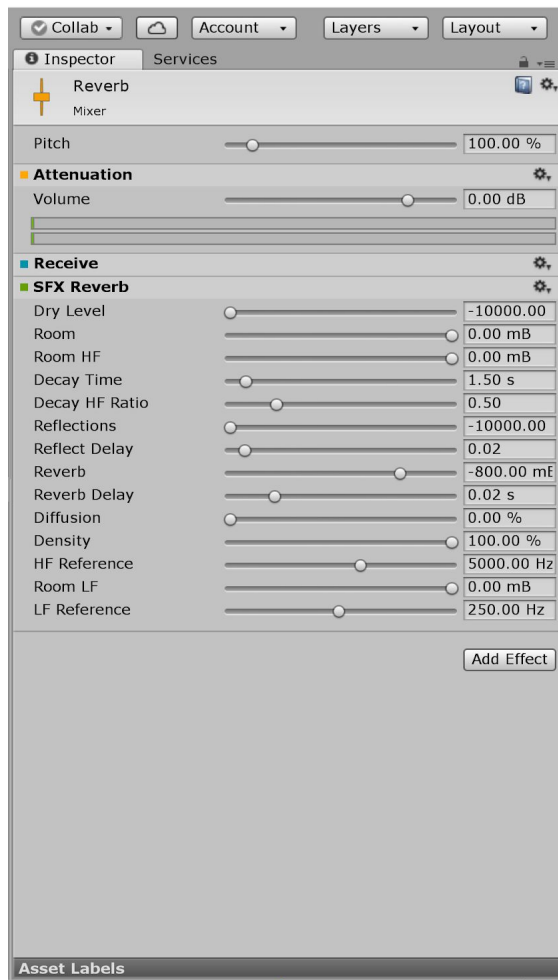 Collab Account Layers Layout
Inspector Services
Reverb
Mixer
Pitch 100.00 %
Attenuation
Volume 0.00 dB
Receive
SFX Reverb
Dry Level -10000.00
Room 0.00 mB
Room HF 0.00 mB
Decay Time 1.50 s
Decay HF Ratio 0.50
Reflections -10000.00
Reflect Delay 0.02
Reverb -800.00 mB
Reverb Delay 0.02 s
Diffusion 0.00 %
Density 100.00 %
HF Reference 5000.00 Hz
Room LF 0.00 mB
LF Reference 250.00 Hz
Add Effect
Asset Labels